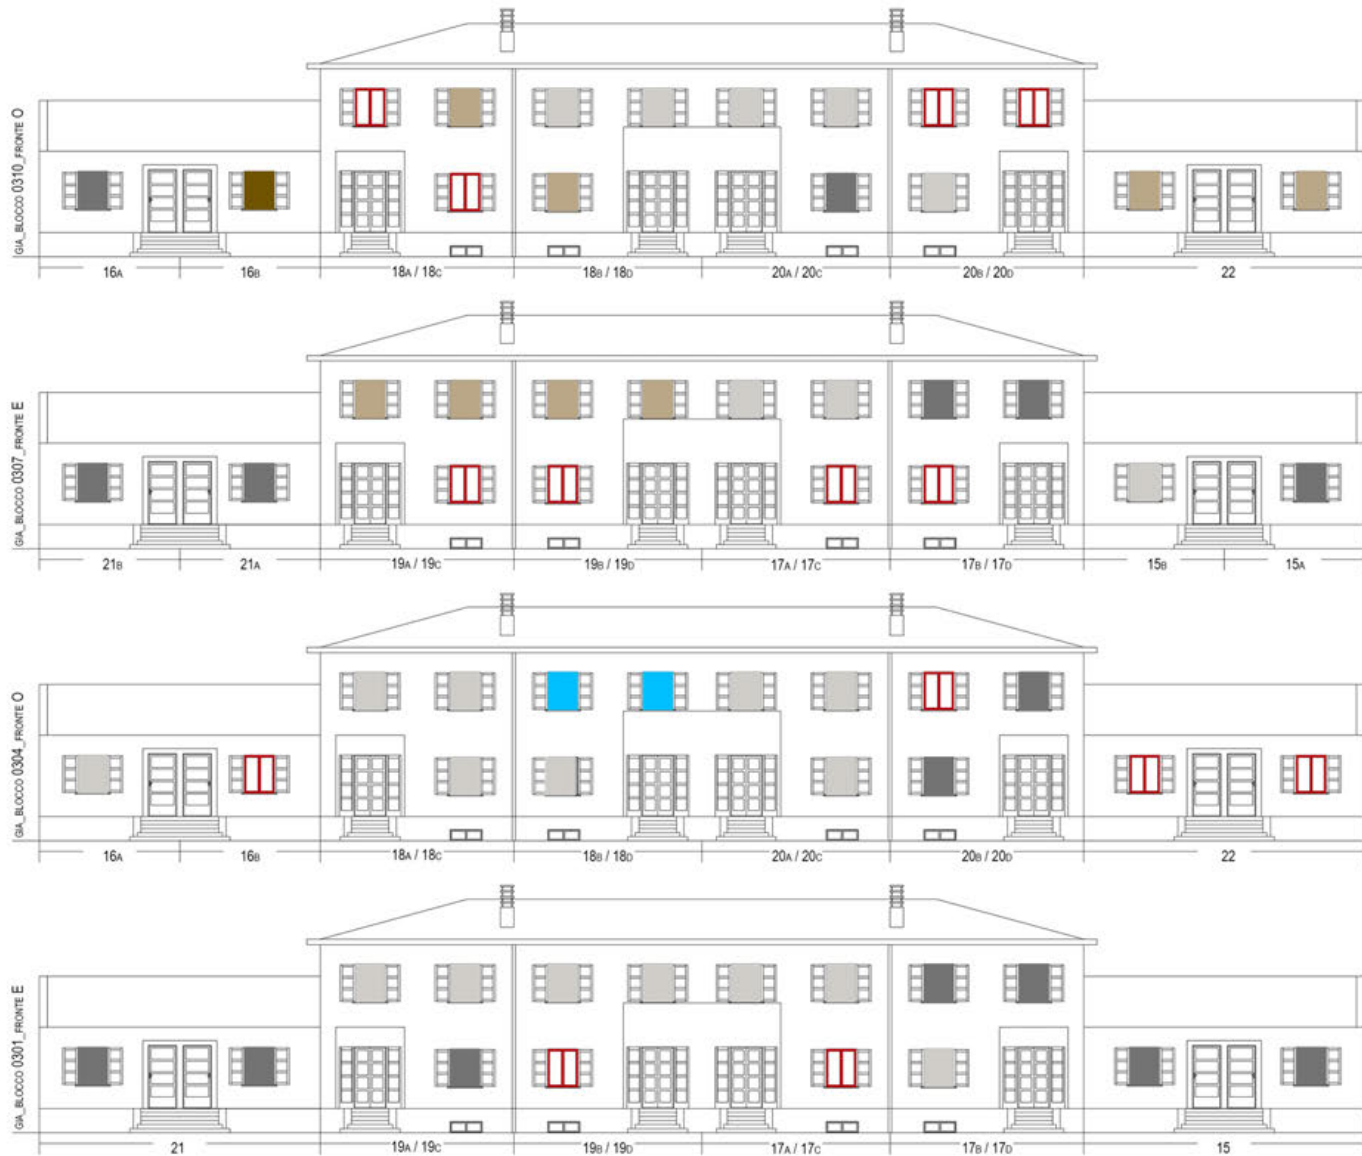 GIA_BLOCCO 0310_FRONTE O
16A 16B 18A / 18C 18B / 18D 20A / 20C 20B / 20D 22
GIA_BLOCCO 0307_FRONTE E
21B 21A 19A / 19C 19B / 19D 17A / 17C 17B / 17D 15B 15A
GIA_BLOCCO 0304_FRONTE O
16A 16B 18A / 18C 18B / 18D 20A / 20C 20B / 20D 22
GIA_BLOCCO 0301_FRONTE E
21 19A / 19C 19B / 19D 17A / 17C 17B / 17D 15